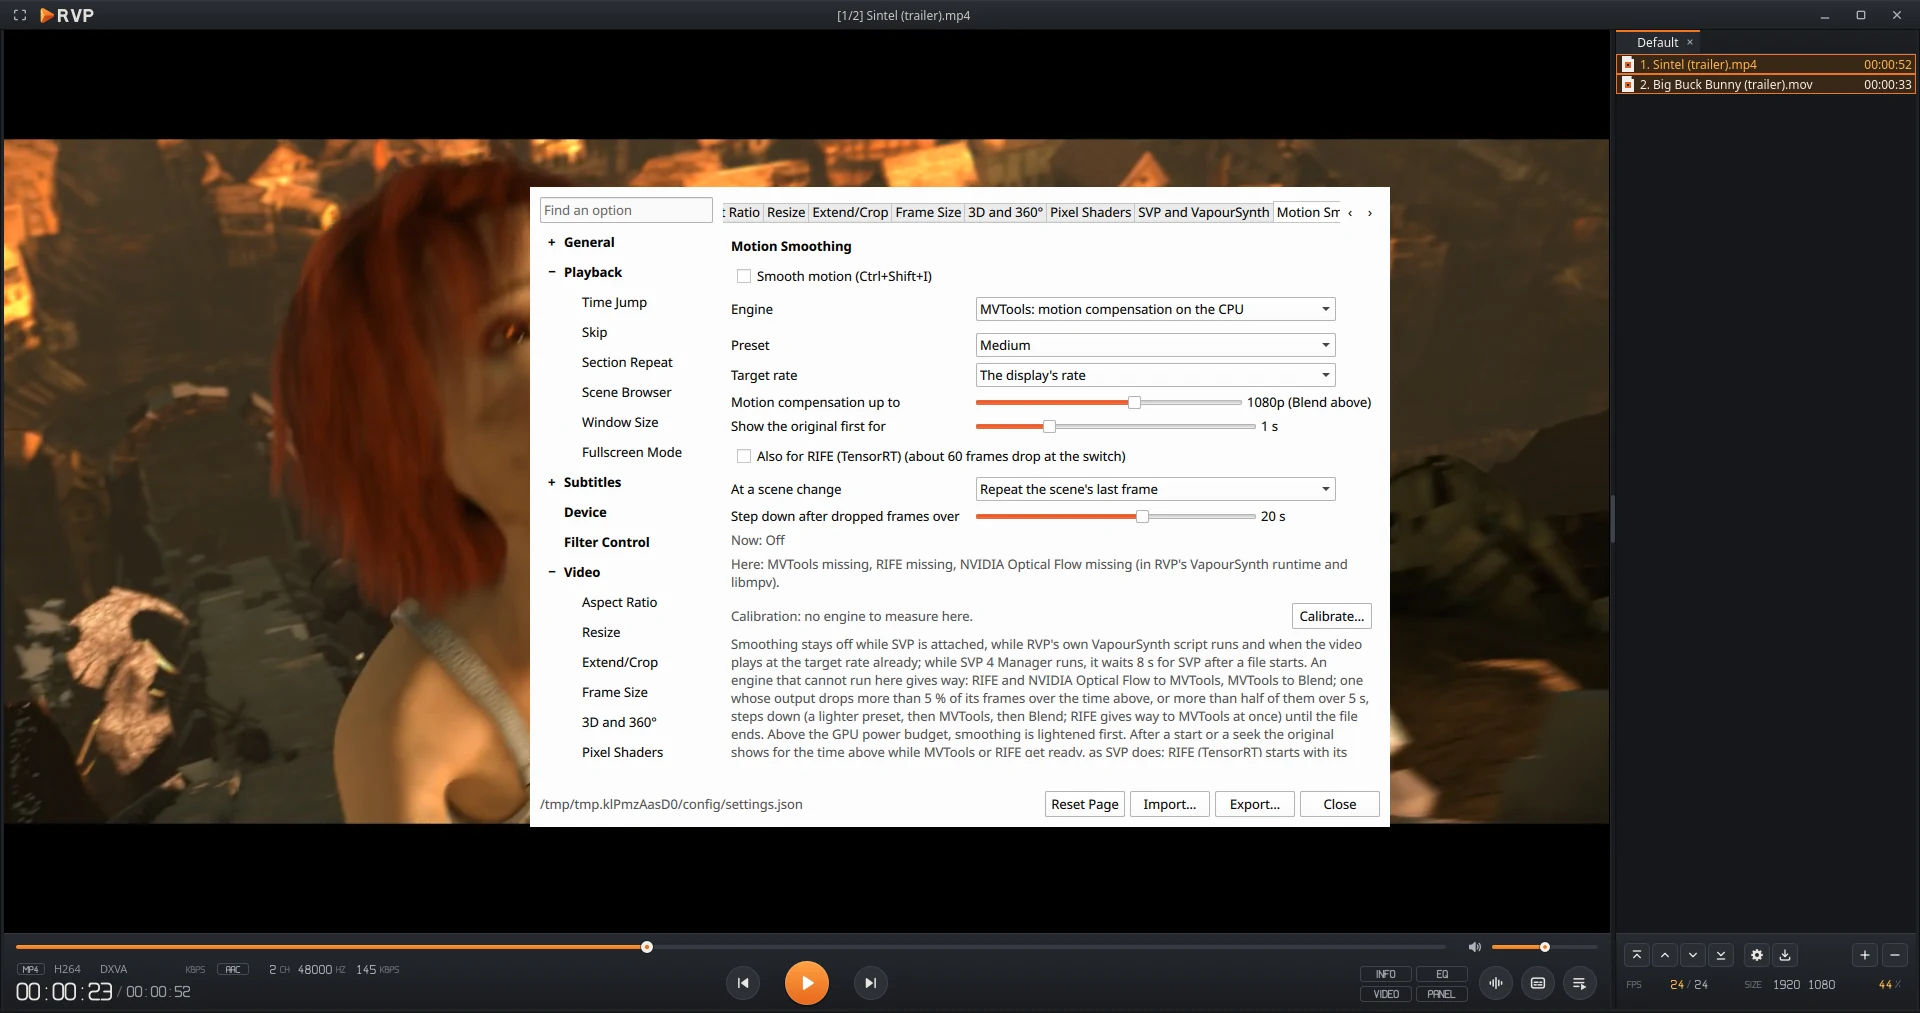 RVP
[1/2] Sintel (trailer).mp4
Default ×
1. Sintel (trailer).mp4 00:00:52
2. Big Buck Bunny (trailer).mov 00:00:33
Find an option
Ratio Resize Extend/Crop Frame Size 3D and 360° Pixel Shaders SVP and VapourSynth Motion Sm ‹ ›
+ General
− Playback
Time Jump
Skip
Section Repeat
Scene Browser
Window Size
Fullscreen Mode
+ Subtitles
Device
Filter Control
− Video
Aspect Ratio
Resize
Extend/Crop
Frame Size
3D and 360°
Pixel Shaders
Motion Smoothing
Smooth motion (Ctrl+Shift+I)
Engine MVTools: motion compensation on the CPU
Preset Medium
Target rate The display's rate
Motion compensation up to 1080p (Blend above)
Show the original first for 1 s
Also for RIFE (TensorRT) (about 60 frames drop at the switch)
At a scene change Repeat the scene's last frame
Step down after dropped frames over 20 s
Now: Off
Here: MVTools missing, RIFE missing, NVIDIA Optical Flow missing (in RVP's VapourSynth runtime and
libmpv).
Calibration: no engine to measure here. Calibrate...
Smoothing stays off while SVP is attached, while RVP's own VapourSynth script runs and when the video
plays at the target rate already; while SVP 4 Manager runs, it waits 8 s for SVP after a file starts. An
engine that cannot run here gives way: RIFE and NVIDIA Optical Flow to MVTools, MVTools to Blend; one
whose output drops more than 5 % of its frames over the time above, or more than half of them over 5 s,
steps down (a lighter preset, then MVTools, then Blend; RIFE gives way to MVTools at once) until the file
ends. Above the GPU power budget, smoothing is lightened first. After a start or a seek the original
shows for the time above while MVTools or RIFE get ready, as SVP does; RIFE (TensorRT) starts with its
/tmp/tmp.klPmzAasD0/config/settings.json
Reset Page Import... Export... Close
MP4 H264 DXVA KBPS AAC 2 CH 48000 HZ 145 KBPS
00:00:23 / 00:00:52
INFO EQ
VIDEO PANEL
FPS 24 / 24 SIZE 1920 1080 44 %